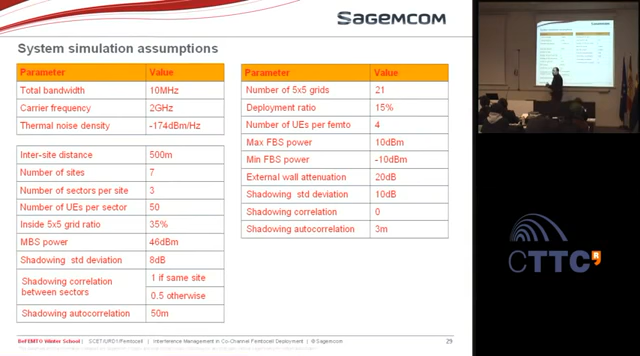 SAGEMCOM
System simulation assumptions
Parameter Value
Total bandwidth 10MHz
Carrier frequency 2GHz
Thermal noise density -174dBm/Hz
Inter-site distance 500m
Number of sites 7
Number of sectors per site 3
Number of UEs per sector 50
Inside 5x5 grid ratio 35%
MBS power 46dBm
Shadowing std deviation 8dB
Shadowing correlation between sectors 1 if same site
0.5 otherwise
Shadowing autocorrelation 50m
Parameter Value
Number of 5x5 grids 21
Deployment ratio 15%
Number of UEs per femto 4
Max FBS power 10dBm
Min FBS power -10dBm
External wall attenuation 20dB
Shadowing std deviation 10dB
Shadowing correlation 0
Shadowing autocorrelation 3m
BeFEMTO Winter School | SCET/URD1/Femtocell | Interference Management in Co-Channel Femtocell Deployment | © Sagemcom
29
CTTC